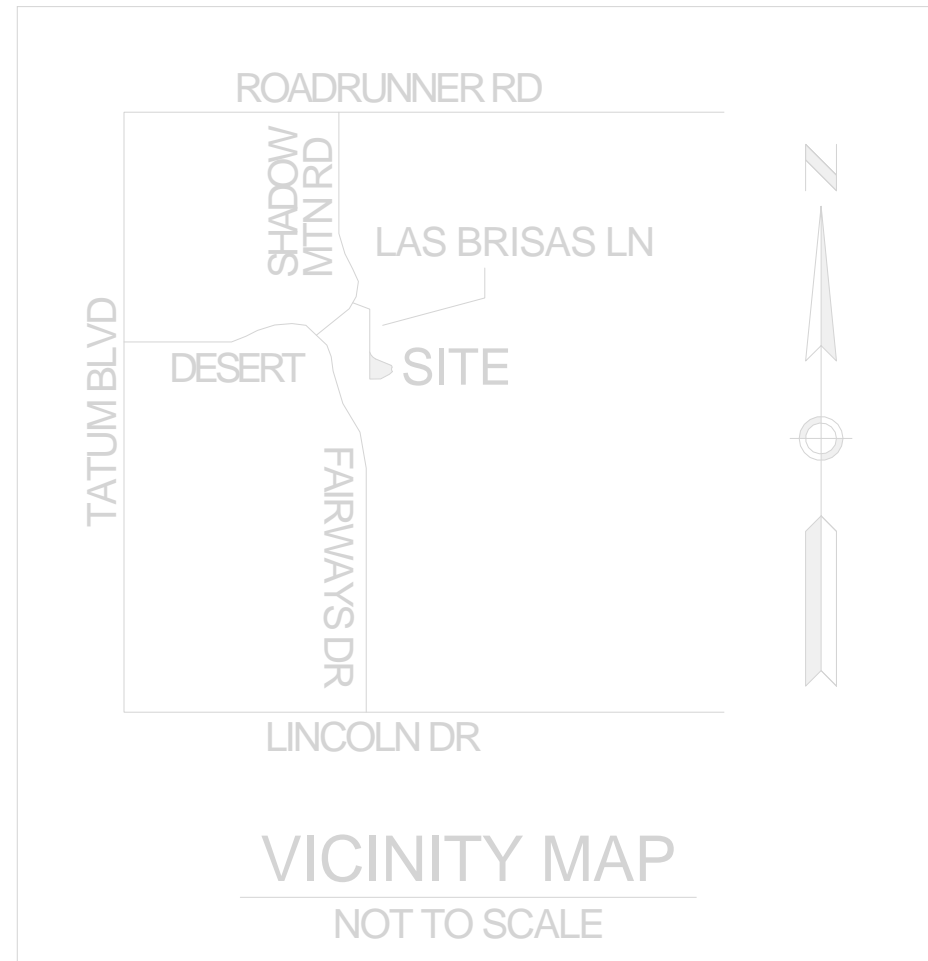 ROADRUNNER RD
SHADOW
MTN RD
N
LAS BRISAS LN
TATUM BLVD
DESERT
SITE
FAIRWAYS DR
LINCOLN DR
VICINITY MAP
NOT TO SCALE